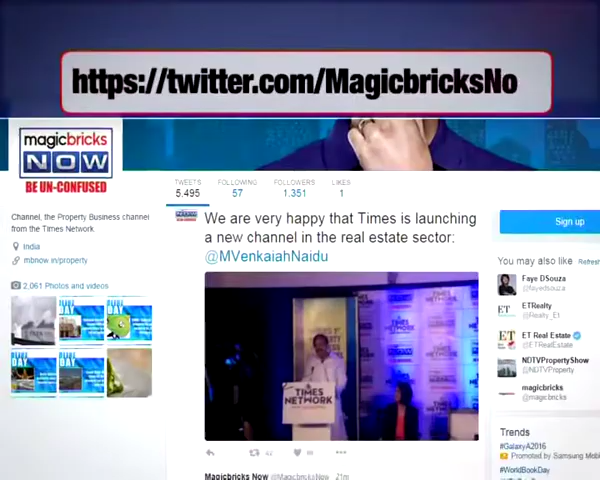 https://twitter.com/MagicbricksNo
magicbricks
NOW
BE UN-CONFUSED
TWEETS
FOLLOWING
FOLLOWERS
LIKES
5,495
57
1,351
1
Channel, the Property Business channel
from the Times Network
India
mbnow.in/property
2,061 Photos and videos
We are very happy that Times is launching
a new channel in the real estate sector:
@MVenkaiahNaidu
TIMES
NETWORK
Magicbricks Now @MagicbricksNow 21m
Sign up
You may also like Refresh
Faye DSouza
@fayedsouza
ETRealty
@Realty_Et
ET Real Estate
@ETRealEstate
NDTVPropertyShow
@NDTVProperty
magicbricks
@magicbricks
Trends
#GalaxyA2016
Promoted by Samsung Mobi
#WorldBookDay